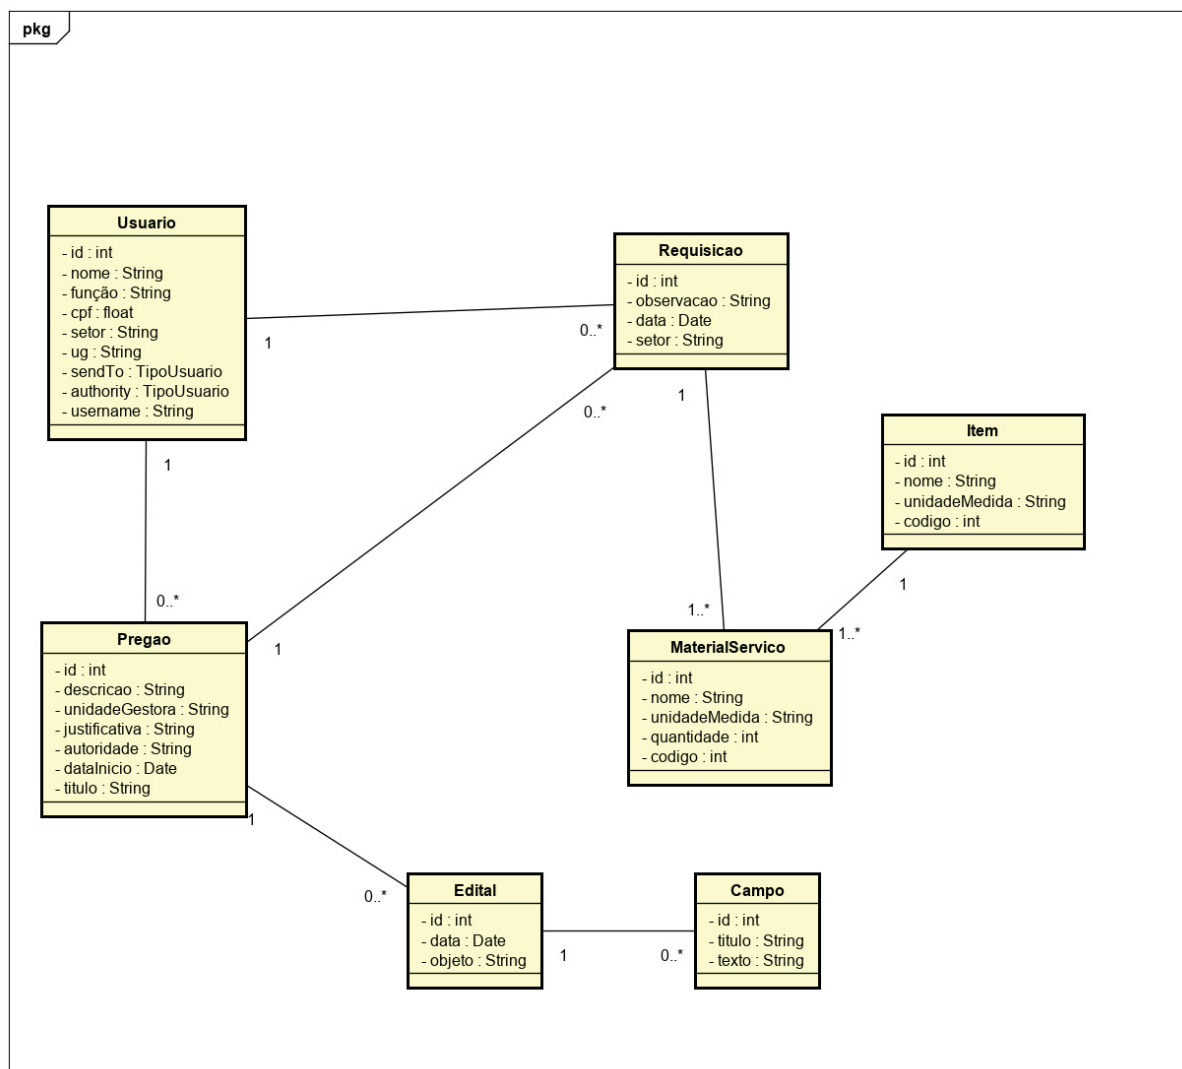 pkg
Usuario
- id : int
- nome : String
- função : String
- cpf : float
- setor : String
- ug : String
- sendTo : TipoUsuario
- authority : TipoUsuario
- username : String
Requisicao
- id : int
- observacao : String
- data : Date
- setor : String
1
0..*
1
0..*
1
Item
- id : int
- nome : String
- unidadeMedida : String
- codigo : int
1
0..*
1
1..*
1..*
Pregao
- id : int
- descricao : String
- unidadeGestora : String
- justificativa : String
- autoridade : String
- dataInicio : Date
- titulo : String
MaterialServico
- id : int
- nome : String
- unidadeMedida : String
- quantidade : int
- codigo : int
1
0..*
Edital
- id : int
- data : Date
- objeto : String
1
0..*
Campo
- id : int
- titulo : String
- texto : String